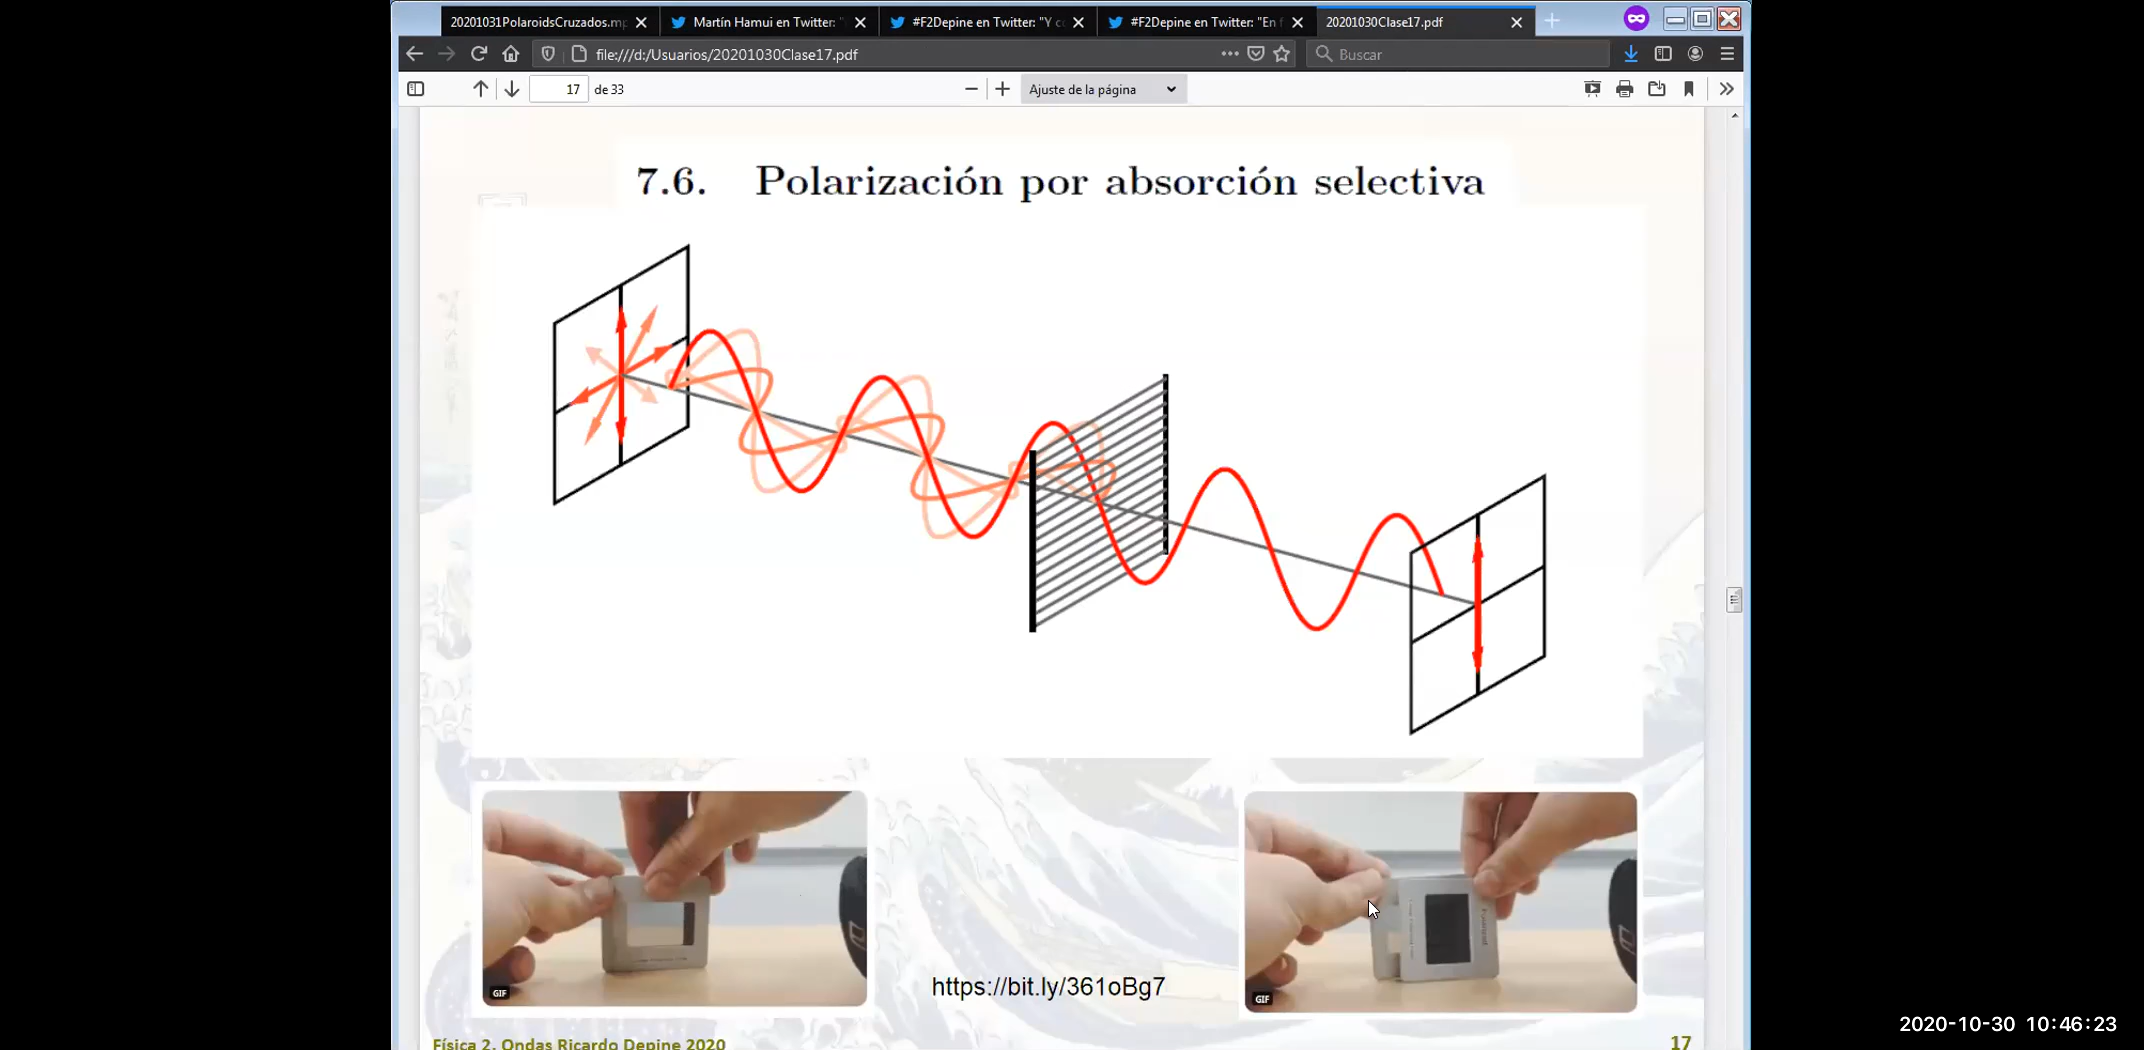 20201031PolaroidsCruzados.mp
Martín Hamui en Twitter: "
#F2Depine en Twitter: "Y c
#F2Depine en Twitter: "En f
20201030Clase17.pdf
file:///d:/Usuarios/20201030Clase17.pdf
Buscar
17 de 33
Ajuste de la página
7.6. Polarización por absorción selectiva
GIF
https://bit.ly/361oBg7
GIF
Física 2. Ondas Ricardo Depine 2020
17
2020-10-30 10:46:23